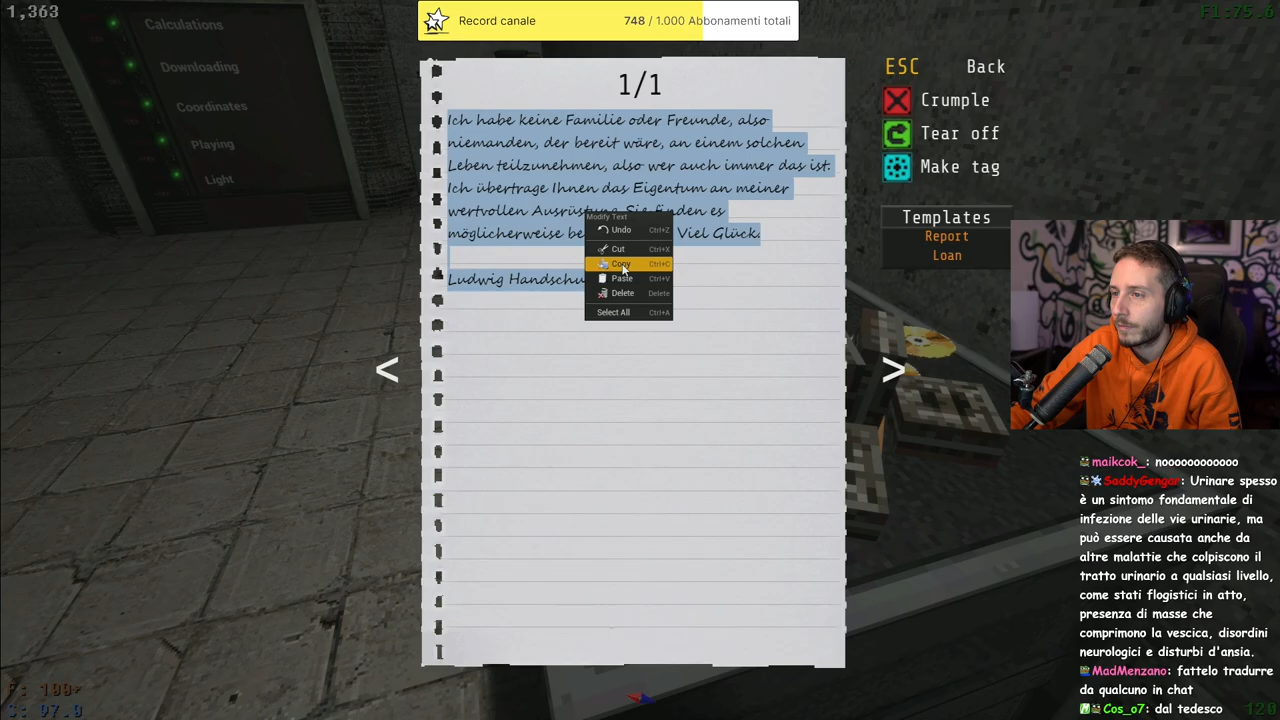 1,363
Record canale
748 / 1.000 Abbonamenti totali
Calculations
Downloading
Coordinates
Playing
Light
1/1
Ich habe keine Familie oder Freunde, also
niemanden, der bereit wäre, an einem solchen
Leben teilzunehmen, also wer auch immer das ist.
Ich übertrage Ihnen das Eigentum an meiner
wertvollen Ausrüstung Sie finden es
möglicherweise Viel Glück.
Ludwig
Modify Text
Undo Ctrl+Z
Cut Ctrl+X
Copy Ctrl+C
Paste Ctrl+V
Delete Delete
Select All Ctrl+A
<
>
ESC Back
Crumple
Tear off
Make tag
Templates
Report
Loan
maikcok_: noooooooooooo
SaddyGengar: Urinare spesso
è un sintomo fondamentale di
infezione delle vie urinarie, ma
può essere causata anche da
altre malattie che colpiscono il
tratto urinario a qualsiasi livello,
come stati flogistici in atto,
presenza di masse che
comprimono la vescica, disordini
neurologici e disturbi d'ansia.
MadMenzano: fattelo tradurre
da qualcuno in chat
Cos_o7: dal tedesco
120